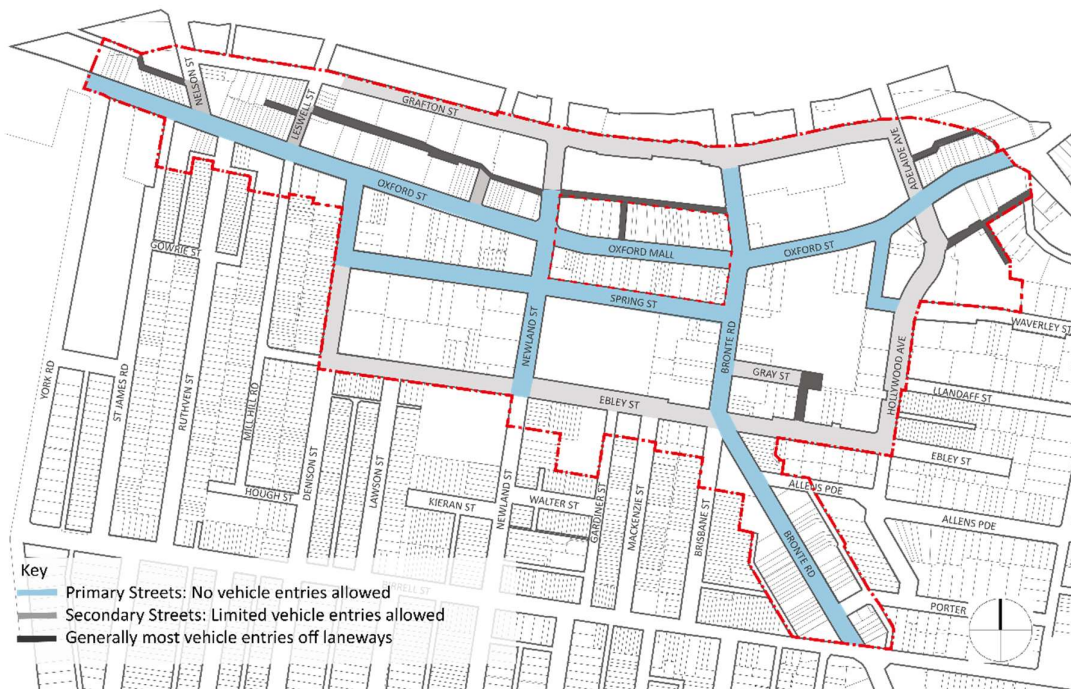 NELSON ST
LESWELL ST
GRAFTON ST
ADELAIDE AVE
OXFORD ST
OXFORD MALL
OXFORD ST
GOWRIE ST
SPRING ST
NEWLAND ST
BRONTE RD
WAVERLEY ST
YORK RD
ST JAMES RD
RUTHVEN ST
MILL HILL RD
GRAY ST
HOLLYWOOD AVE
LLANDAFF ST
EBLEY ST
EBLEY ST
DENISON ST
LAWSON ST
HOUGH ST
KIERAN ST
NEWLAND ST
WALTER ST
GARDINER ST
MACKENZIE ST
BRISBANE ST
ALLENS PDE
ALLENS PDE
BRONTE RD
PORTER
Key
Primary Streets: No vehicle entries allowed
Secondary Streets: Limited vehicle entries allowed
Generally most vehicle entries off laneways